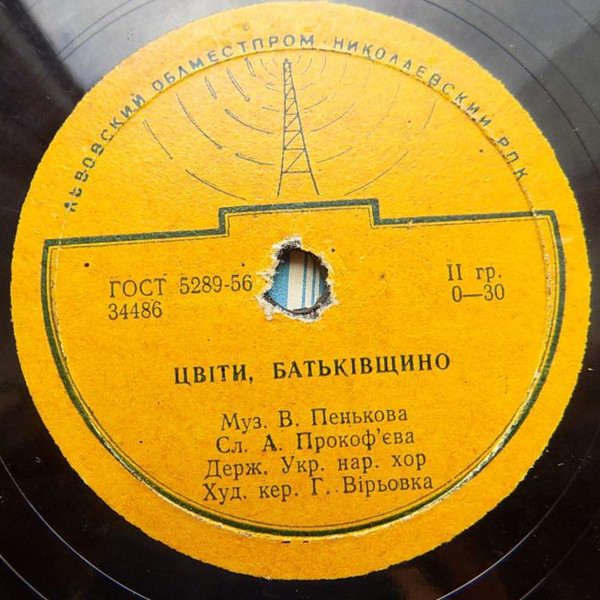 ЛЬВОВСКИЙ ОБЛМЕСТПРОМ НИКОЛАЕВСКИЙ РПК
ГОСТ 5289-56 II гр.
34486 0—30
ЦВІТИ, БАТЬКІВЩИНО
Муз. В. Пенькова
Сл. А. Прокоф'єва
Держ. Укр. нар. хор
Худ. кер. Г. Вірьовка